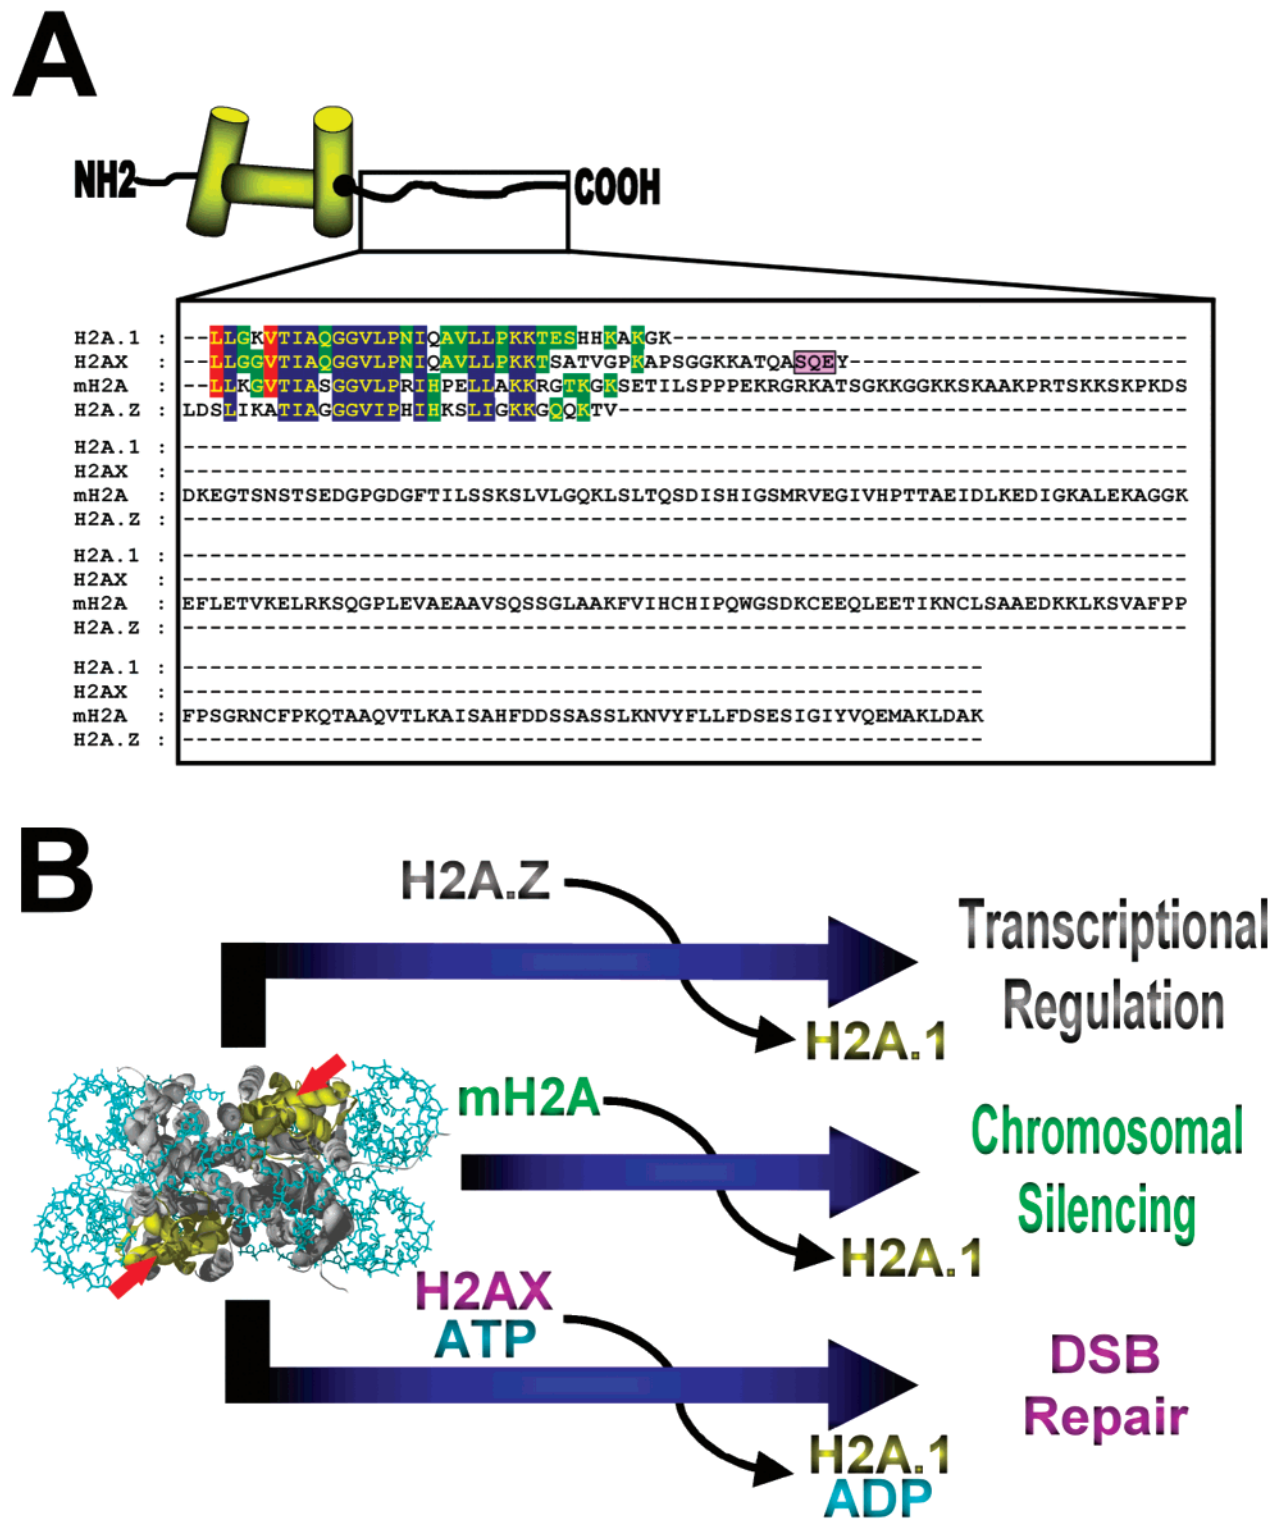 A
NH2
COOH
H2A.1 : --LLGKVTIAQGGVLPNIQAVLLPKKTESHHKAKGK--------------------------------------
H2AX : --LLGGVTIAQGGVLPNIQAVLLPKKTSATVGPKAPSGGKKATQASQEY-------------------------
mH2A : --LLKGVTIASGGVLPRIHPELLAKKRGTKGKSETILSPPPEKRGRKATSGKKGGKKSKAAKPRTSKKSKPKDS
H2A.Z : LDSLIKATIAGGGVIPHIHKSLIGKKGQQKTV------------------------------------------
H2A.1 : --------------------------------------------------------------------------
H2AX : --------------------------------------------------------------------------
mH2A : DKEGTSNSTSEDGPGDGFTILSSKSLVLGQKLSLTQSDISHIGSMRVEGIVHPTTAEIDLKEDIGKALEKAGGK
H2A.Z : --------------------------------------------------------------------------
H2A.1 : --------------------------------------------------------------------------
H2AX : --------------------------------------------------------------------------
mH2A : EFLETVKELRKSQGPLEVAEAAVSQSSGLAAKFVIHCHIPQWGSDKCEEQLEETIKNCLSAAEDKKLKSVAFPP
H2A.Z : --------------------------------------------------------------------------
H2A.1 : -----------------------------------------------------------
H2AX : -----------------------------------------------------------
mH2A : FPSGRNCFPKQTAAQVTLKAISAHFDDSSASSLKNVYFLLFDSESIGIYVQEMAKLDAK
H2A.Z : -----------------------------------------------------------
B
H2A.Z
Transcriptional
Regulation
H2A.1
mH2A
Chromosomal
Silencing
H2A.1
H2AX
ATP
DSB
Repair
H2A.1
ADP